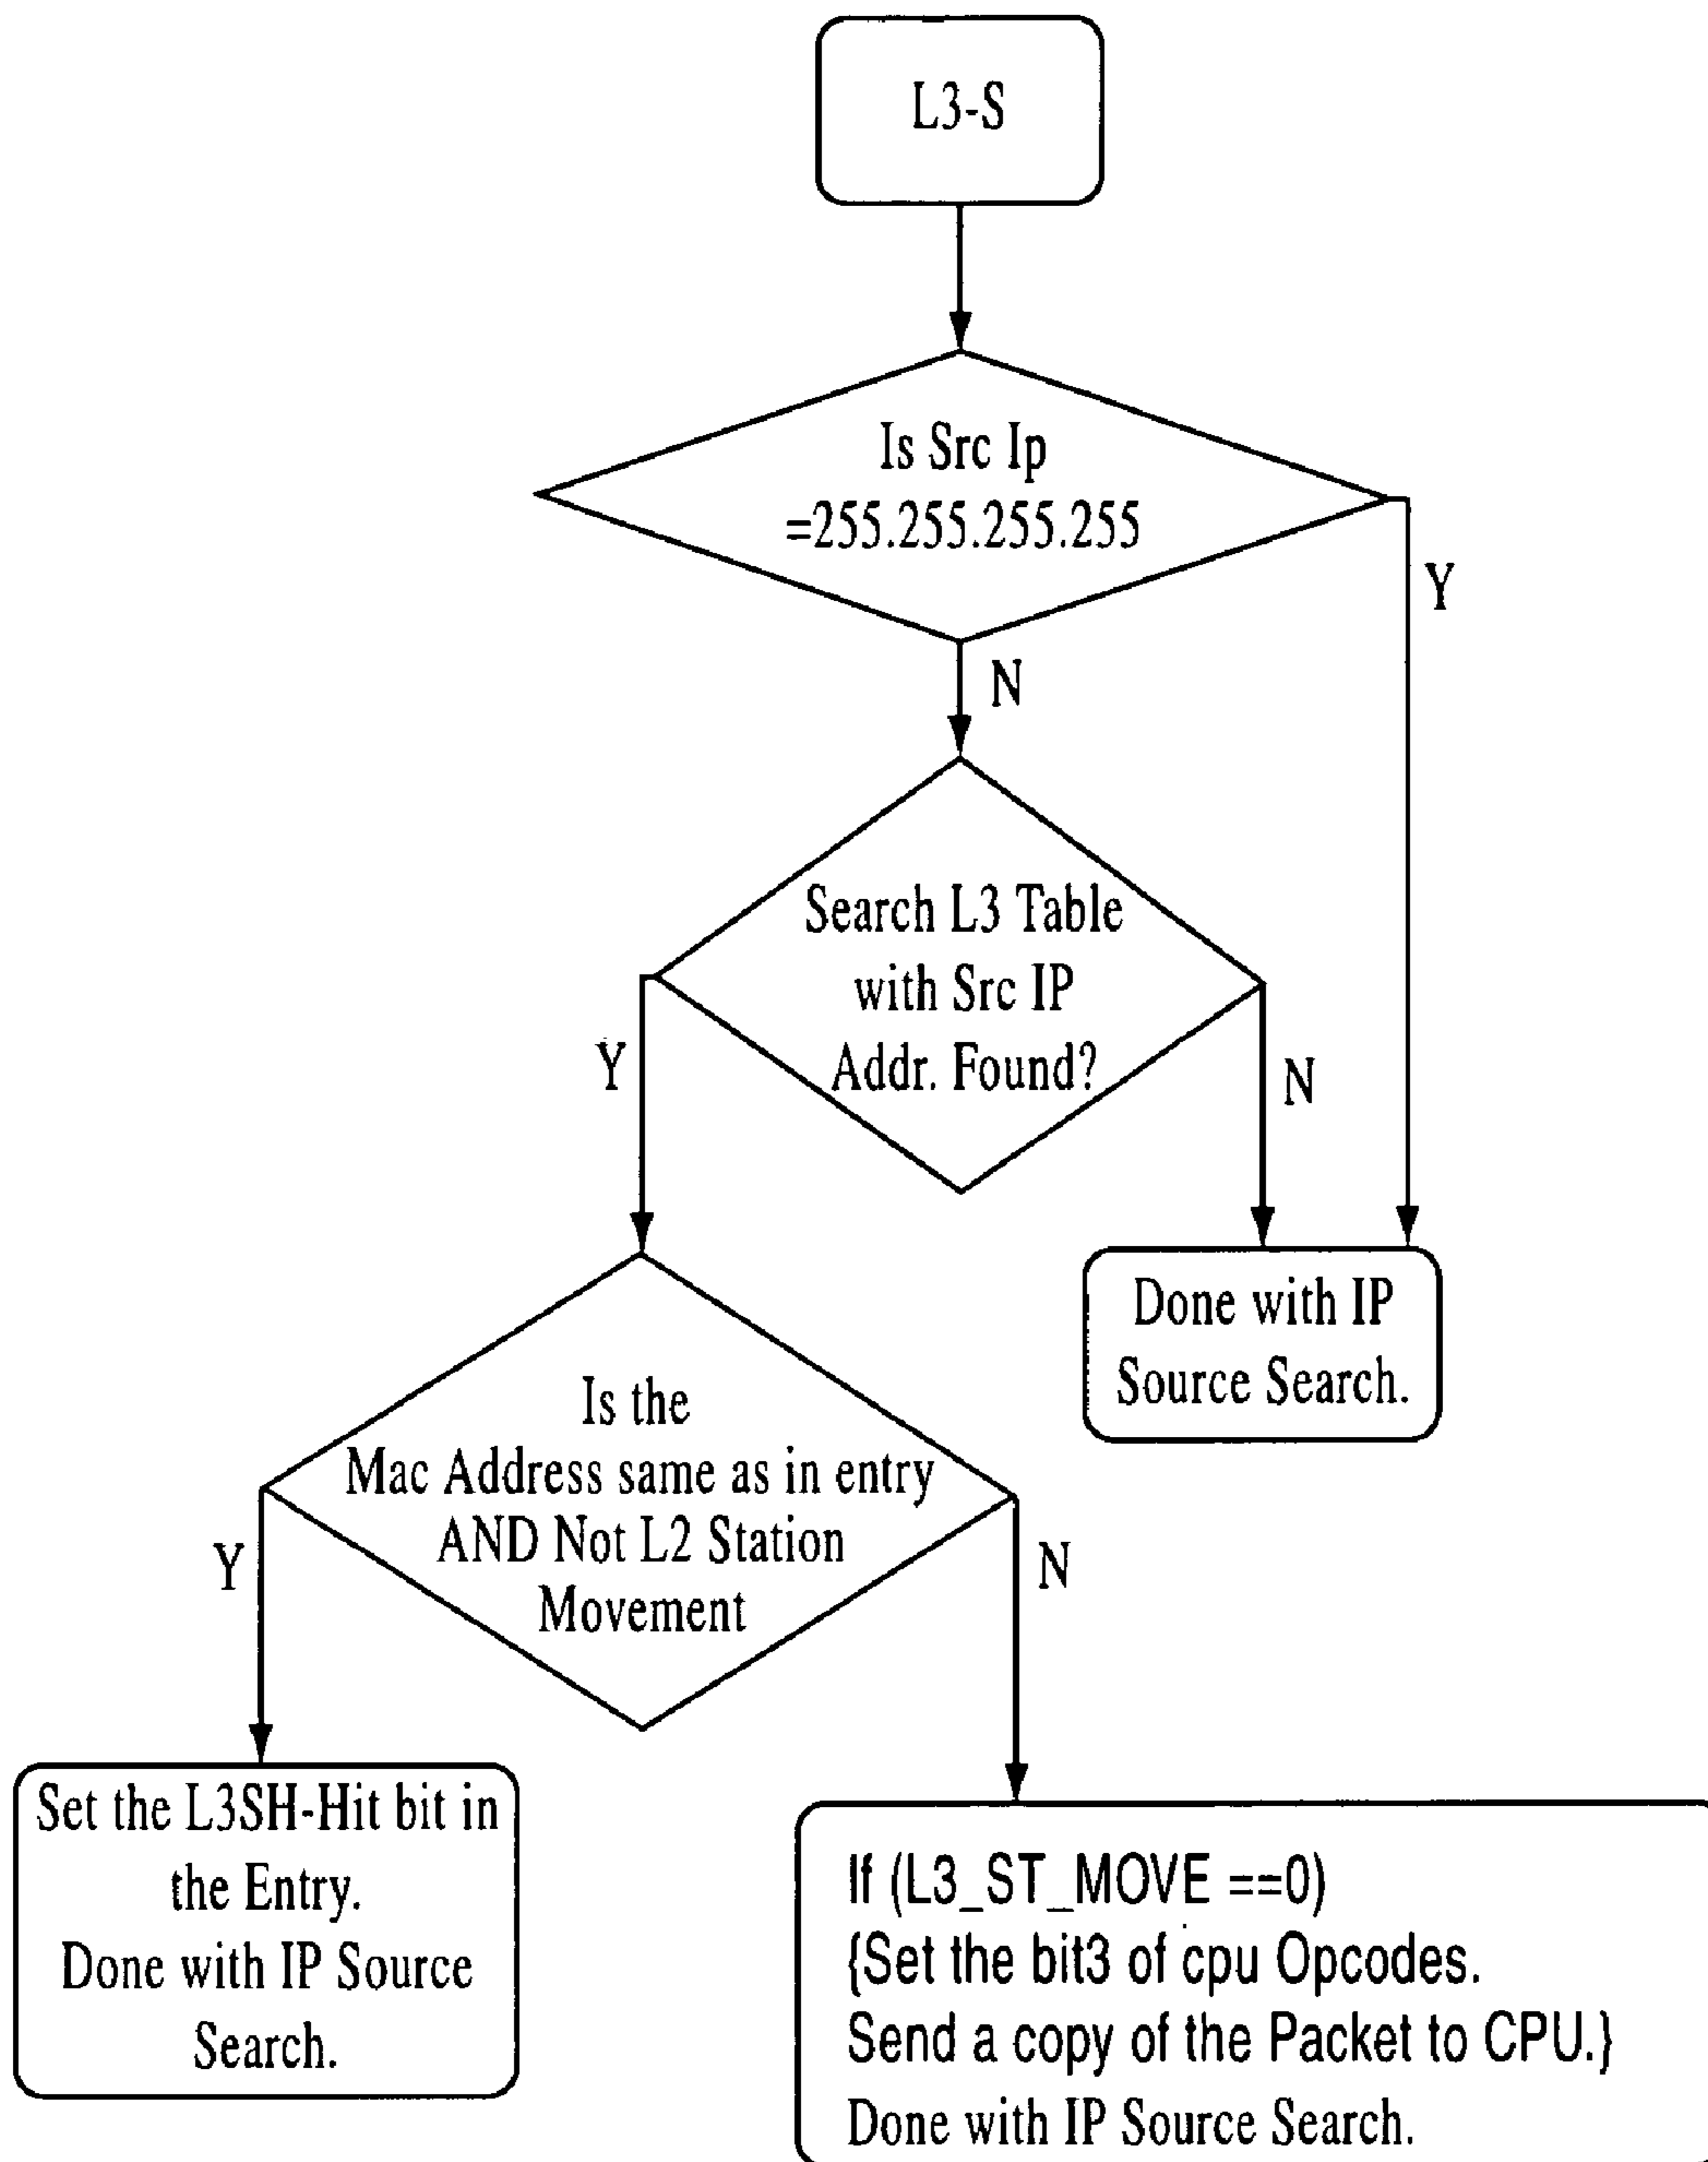 L3-S
Is Src Ip
=255.255.255.255
Y
N
Search L3 Table
with Src IP
Addr. Found?
Y
N
Done with IP
Source Search.
Is the
Mac Address same as in entry
AND Not L2 Station
Movement
Y
N
Set the L3SH-Hit bit in
the Entry.
Done with IP Source
Search.
If (L3_ST_MOVE ==0)
{Set the bit3 of cpu Opcodes.
Send a copy of the Packet to CPU.}
Done with IP Source Search.